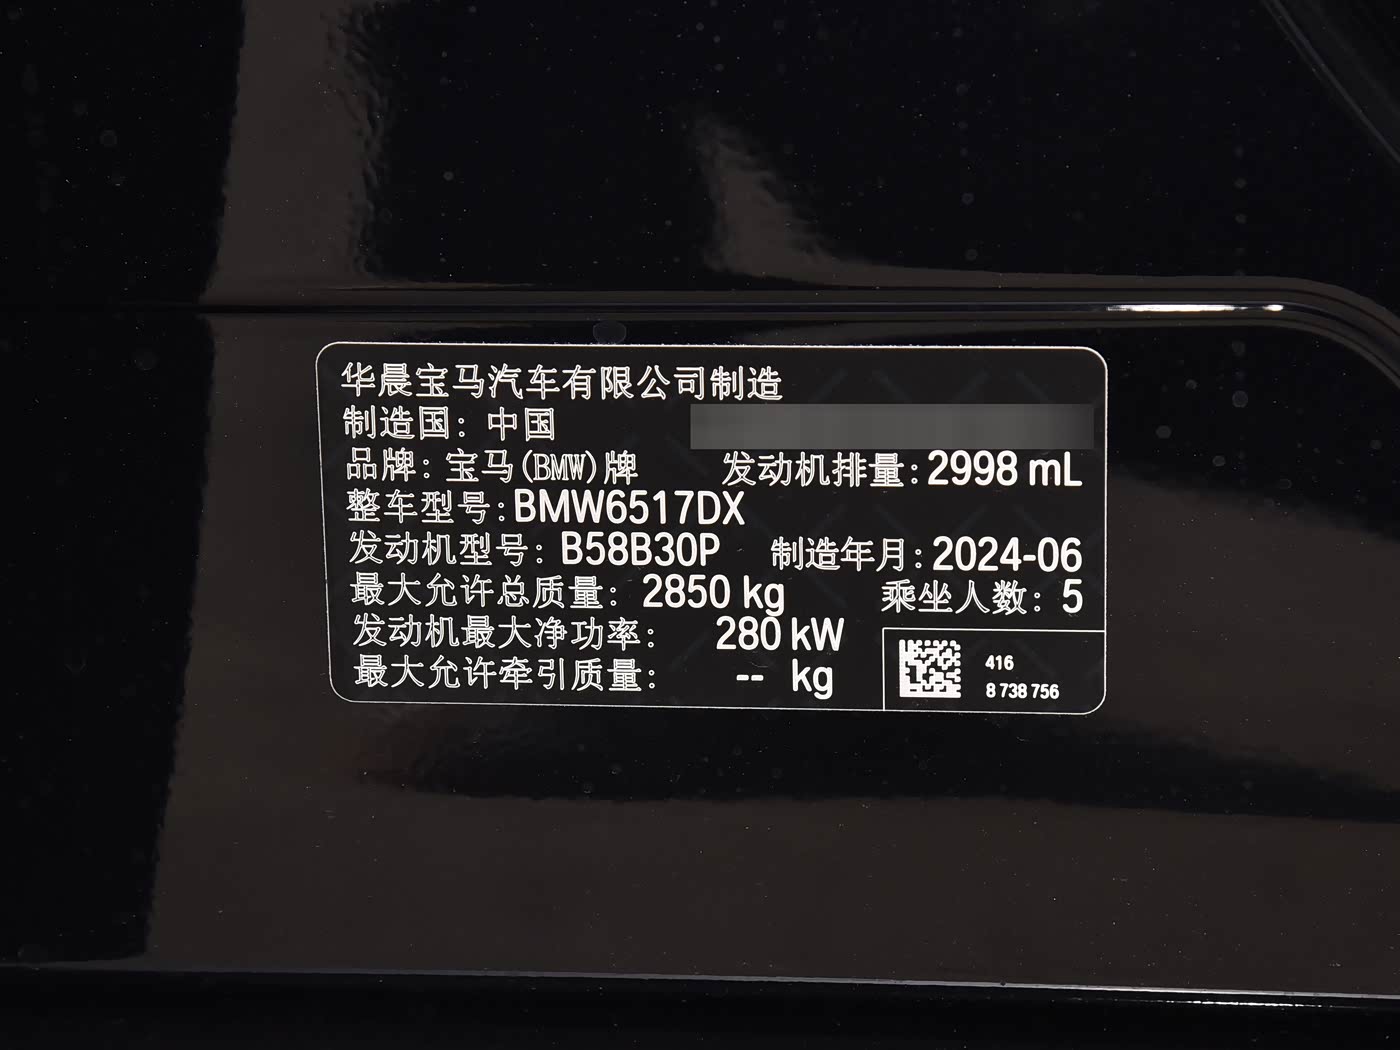 华晨宝马汽车有限公司制造
制造国：中国
品牌：宝马(BMW)牌 发动机排量：2998 mL
整车型号：BMW6517DX
发动机型号：B58B30P 制造年月：2024-06
最大允许总质量：2850 kg 乘坐人数：5
发动机最大净功率：280 kW
最大允许牵引质量：-- kg
416
8 738 756